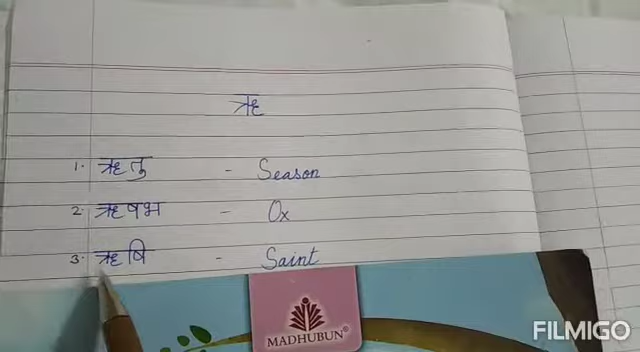 ऋ
1. ऋतु - Season
2. ऋषभ - Ox
3. ऋषि - Saint
MADHUBUN®
FILMIGO